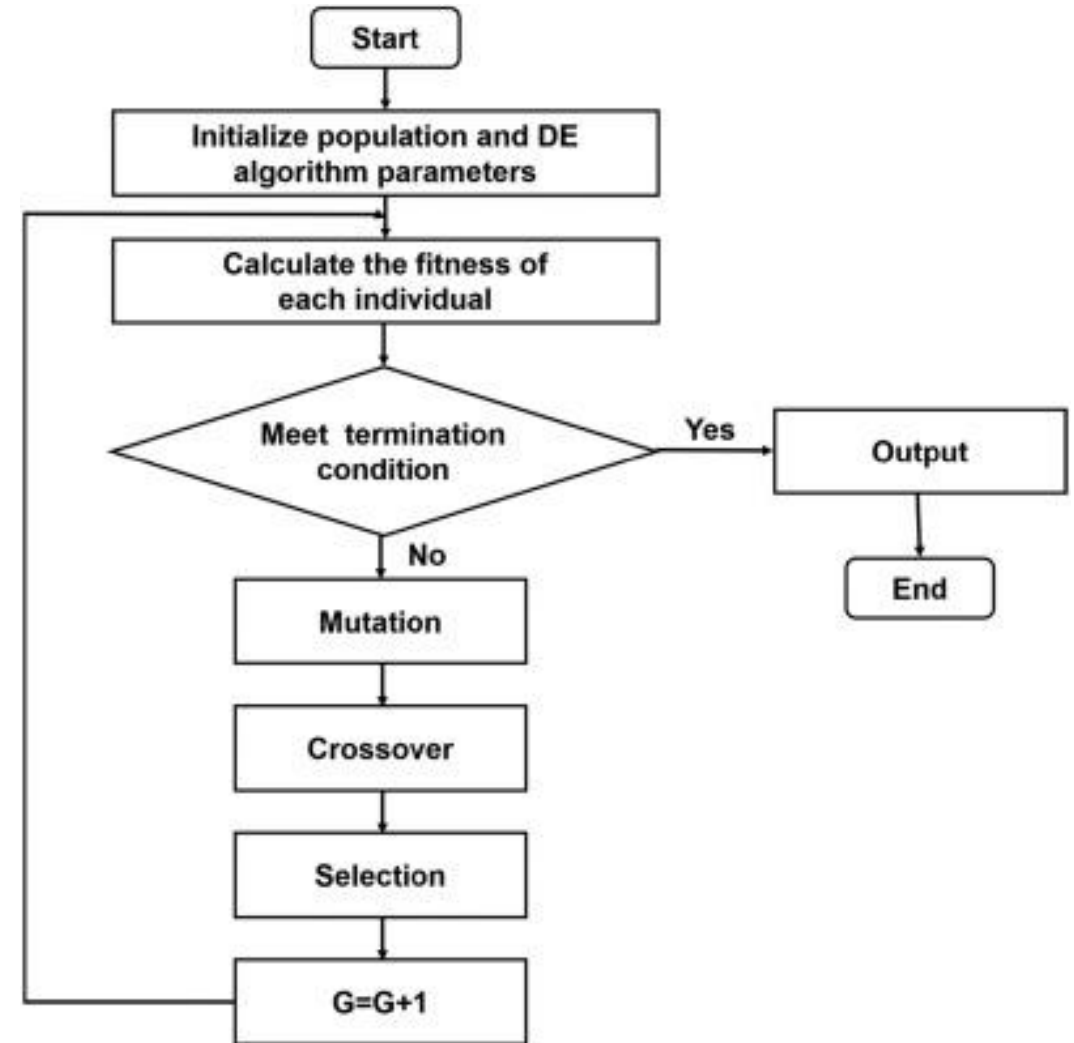 Start
Initialize population and DE
algorithm parameters
Calculate the fitness of
each individual
Meet termination
condition
Yes
Output
End
No
Mutation
Crossover
Selection
G=G+1